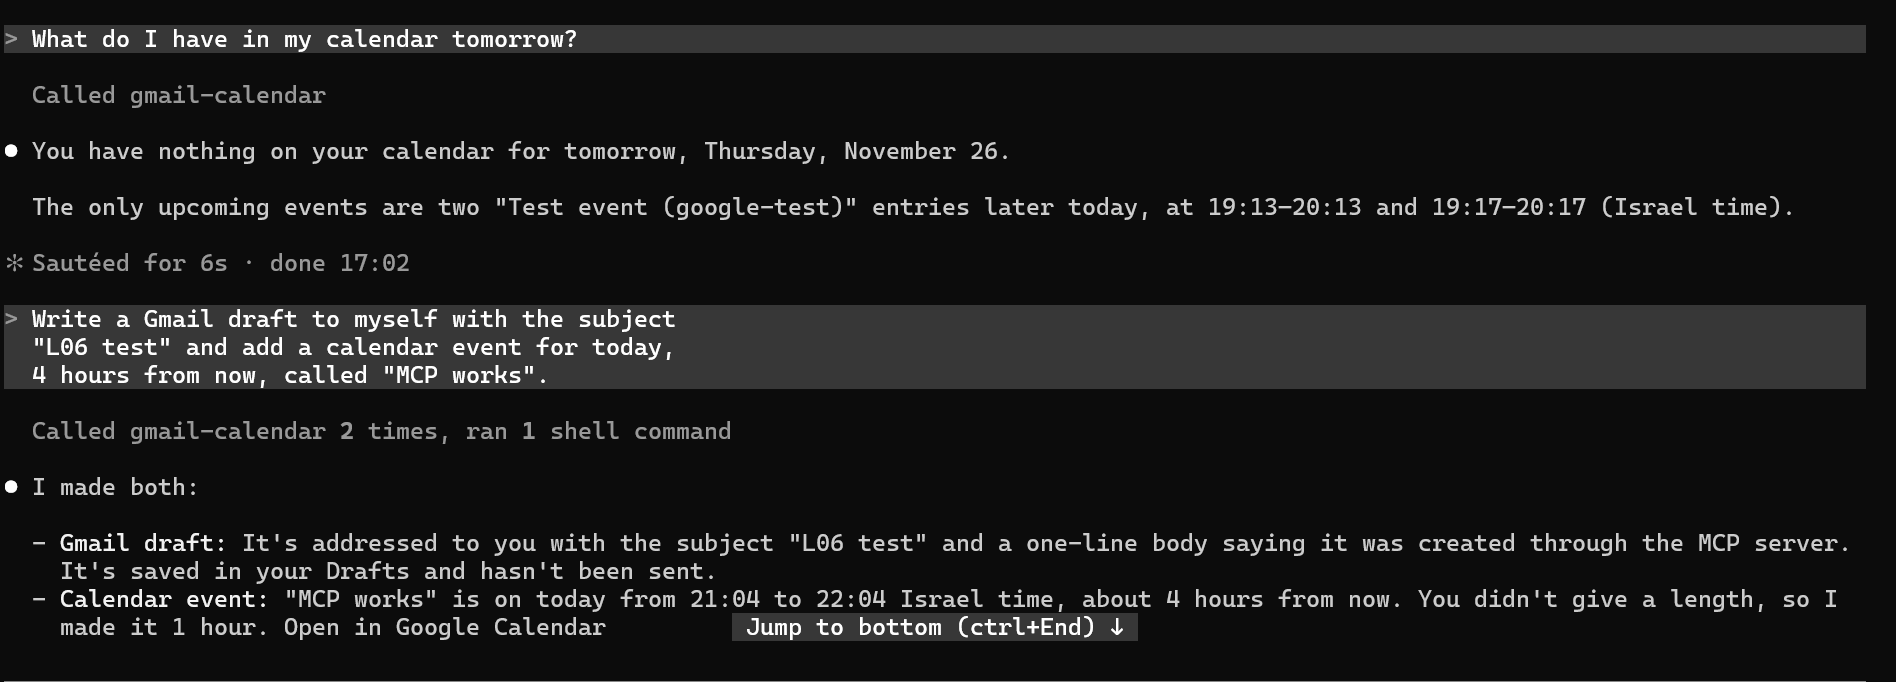 > What do I have in my calendar tomorrow?
Called gmail-calendar
● You have nothing on your calendar for tomorrow, Thursday, November 26.
The only upcoming events are two "Test event (google-test)" entries later today, at 19:13–20:13 and 19:17–20:17 (Israel time).
✻ Sautéed for 6s · done 17:02
> Write a Gmail draft to myself with the subject
"L06 test" and add a calendar event for today,
4 hours from now, called "MCP works".
Called gmail-calendar 2 times, ran 1 shell command
● I made both:
- Gmail draft: It's addressed to you with the subject "L06 test" and a one-line body saying it was created through the MCP server.
It's saved in your Drafts and hasn't been sent.
- Calendar event: "MCP works" is on today from 21:04 to 22:04 Israel time, about 4 hours from now. You didn't give a length, so I
made it 1 hour. Open in Google Calendar
Jump to bottom (ctrl+End) ↓